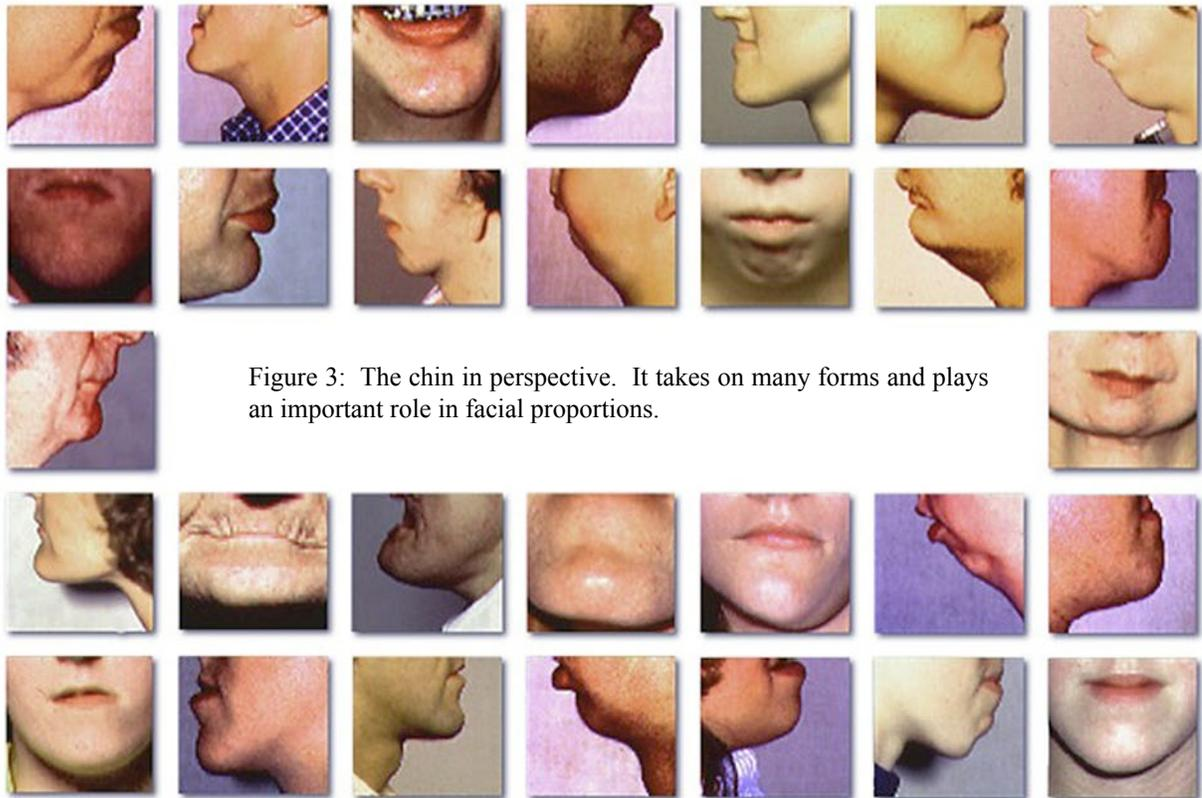 Figure 3: The chin in perspective. It takes on many forms and plays
an important role in facial proportions.